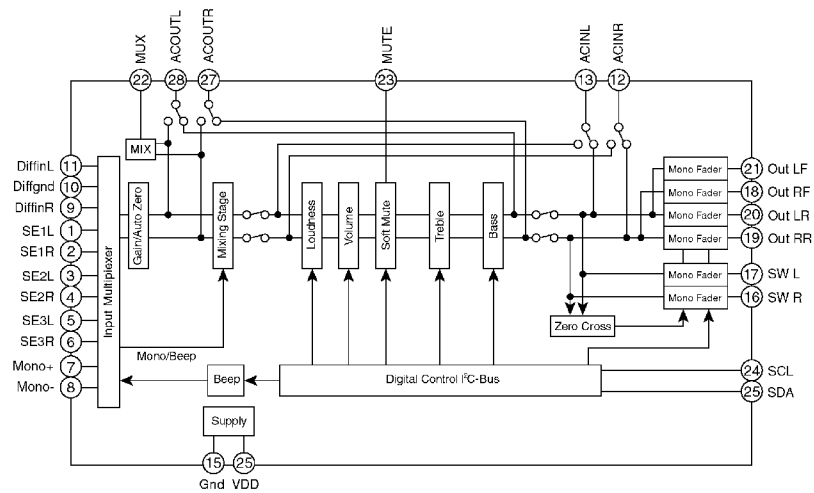 MUX
ACOUTL
ACOUTR
MUTE
ACINL
ACINR
22
28
27
23
13
12
DiffinL 11
Diffgnd 10
DiffinR 9
SE1L 1
SE1R 2
SE2L 3
SE2R 4
SE3L 5
SE3R 6
Mono+ 7
Mono- 8
Input Multiplexer
MIX
Gain/Auto Zero
Mixing Stage
Loudness
Volume
Soft Mute
Treble
Bass
Mono Fader
21 Out LF
Mono Fader
18 Out RF
Mono Fader
20 Out LR
Mono Fader
19 Out RR
Mono Fader
17 SW L
Mono Fader
16 SW R
Zero Cross
Mono/Beep
Beep
Digital Control I²C-Bus
24 SCL
25 SDA
Supply
15
25
Gnd
VDD